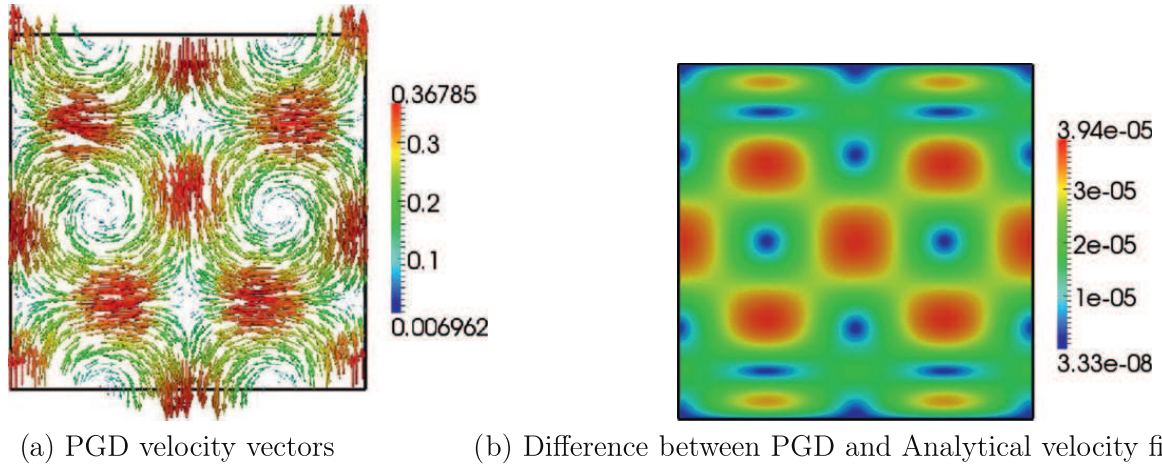 0.36785
0.3
0.2
0.1
0.006962
3.94e-05
3e-05
2e-05
1e-05
3.33e-08
(a) PGD velocity vectors
(b) Difference between PGD and Analytical velocity fi